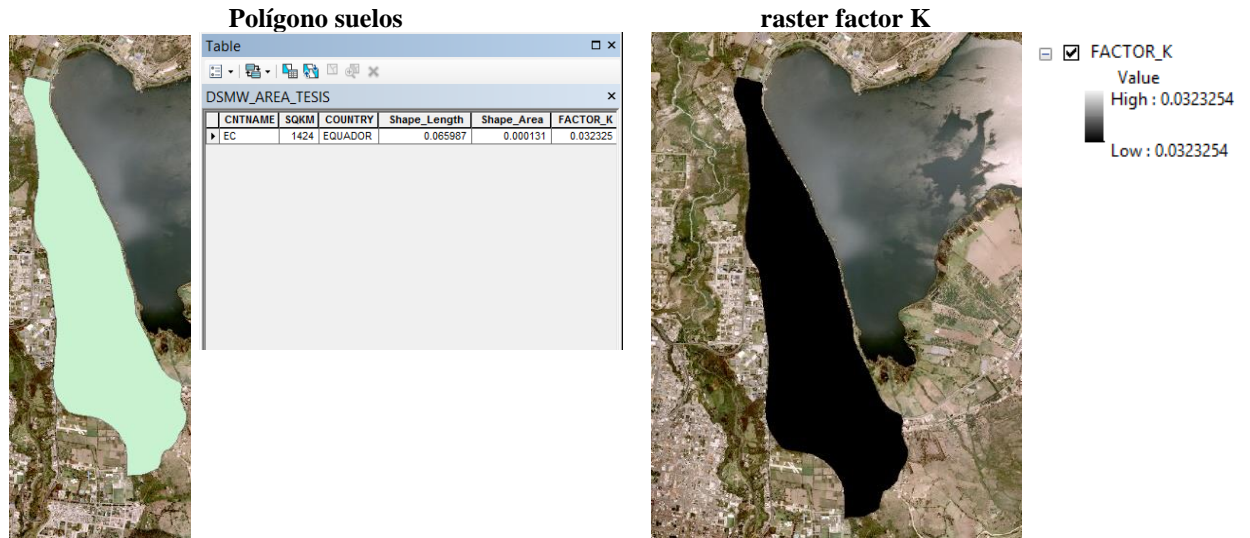 Polígono suelos
raster factor K
Table
DSMW_AREA_TESIS
CNTNAME SQKM COUNTRY Shape_Length Shape_Area FACTOR_K
EC 1424 EQUADOR 0.065987 0.000131 0.032325
FACTOR_K
Value
High : 0.0323254
Low : 0.0323254